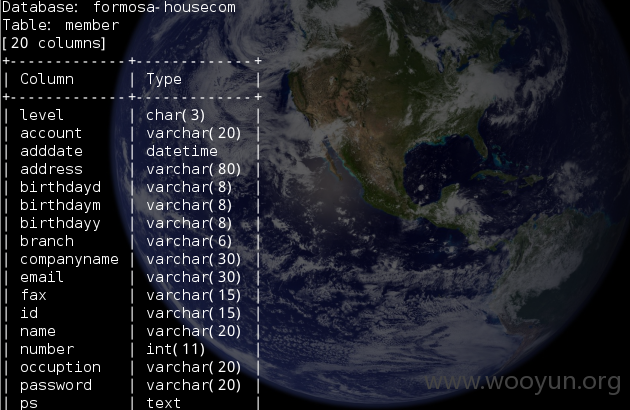 Database: formosa-housecom
Table: member
[20 columns]
+-------------+-------------+
| Column      | Type        |
+-------------+-------------+
| level       | char(3)     |
| account     | varchar(20) |
| adddate     | datetime    |
| address     | varchar(80) |
| birthdayd   | varchar(8)  |
| birthdaym   | varchar(8)  |
| birthdayy   | varchar(8)  |
| branch      | varchar(6)  |
| companyname | varchar(30) |
| email       | varchar(30) |
| fax         | varchar(15) |
| id          | varchar(15) |
| name        | varchar(20) |
| number      | int(11)     |
| occuption   | varchar(20) |
| password    | varchar(20) |
| ps          | text        |
www.wooyun.org